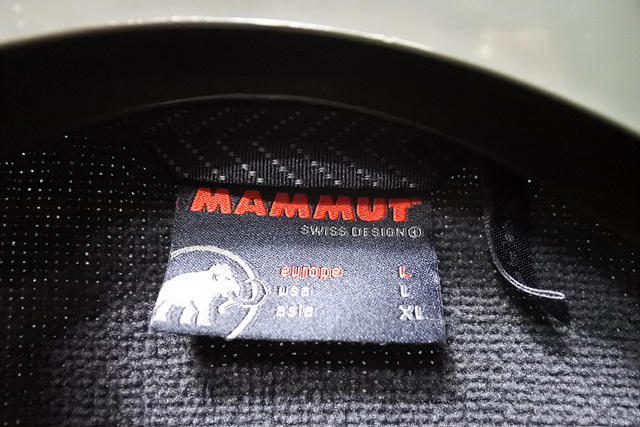 MAMMUT
SWISS DESIGN
europe L
usa L
asia XL